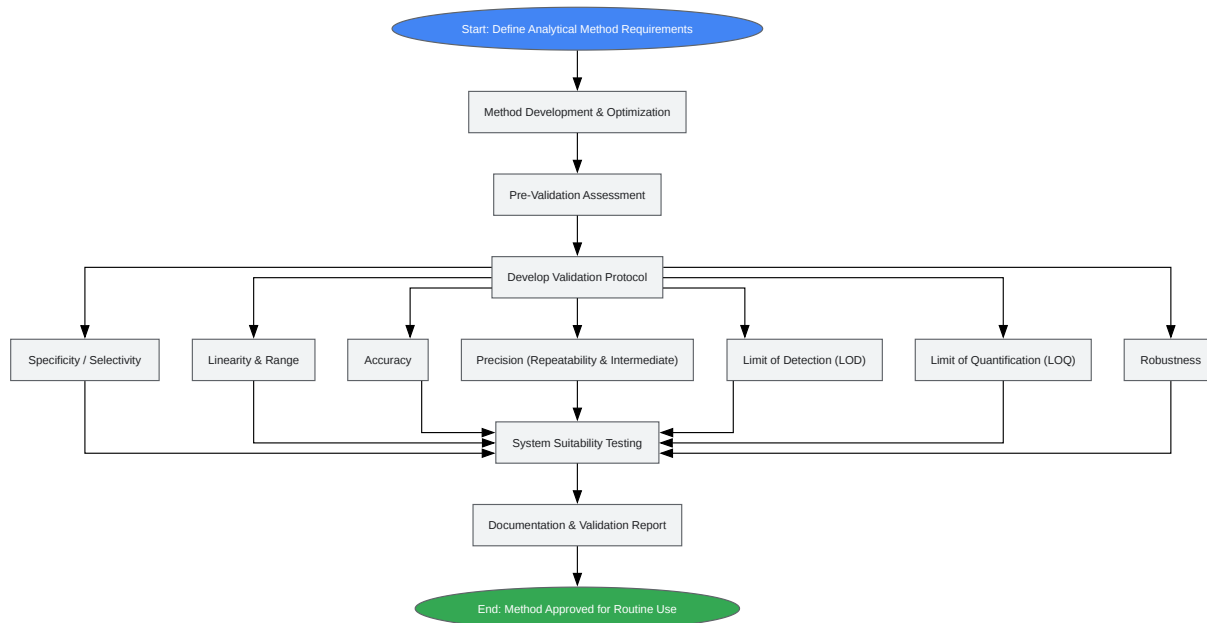 Start: Define Analytical Method Requirements
Method Development & Optimization
Pre-Validation Assessment
Develop Validation Protocol
Specificity / Selectivity
Linearity & Range
Accuracy
Precision (Repeatability & Intermediate)
Limit of Detection (LOD)
Limit of Quantification (LOQ)
Robustness
System Suitability Testing
Documentation & Validation Report
End: Method Approved for Routine Use